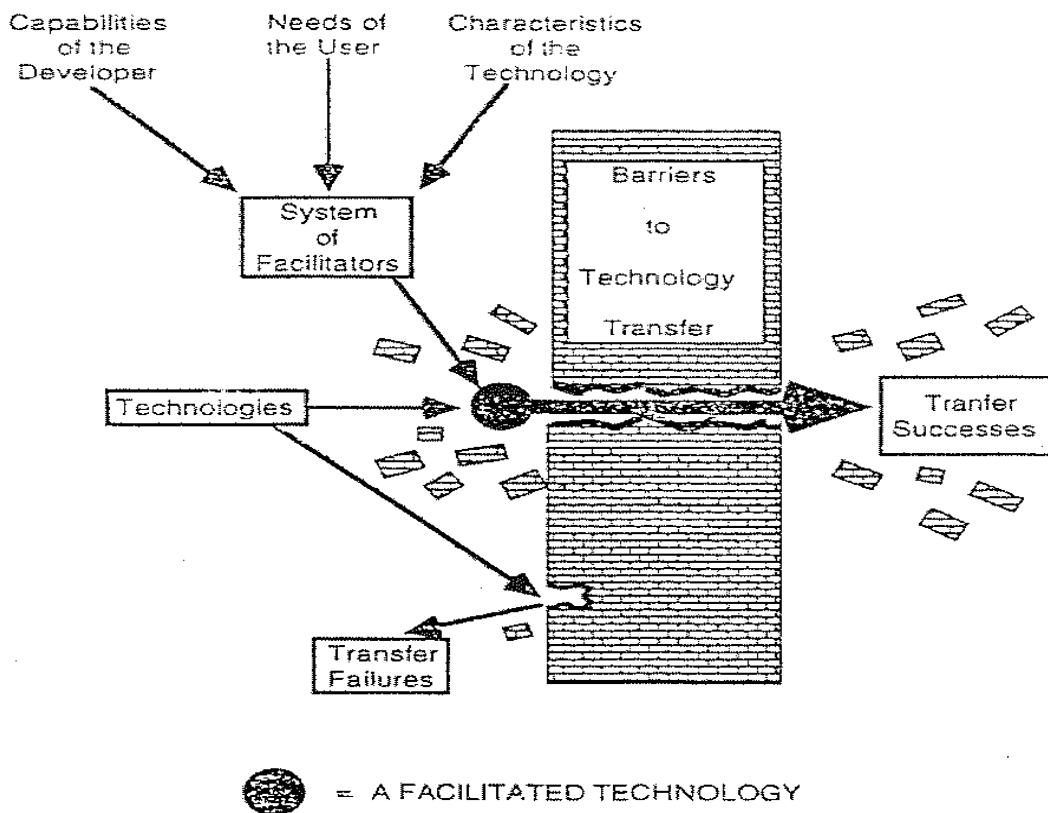 Capabilities
of the
Developer
Needs of
the User
Characteristics
of the
Technology
System
of
Facilitators
Barriers
to
Technology
Transfer
Technologies
Tranfer
Successes
Transfer
Failures
= A FACILITATED TECHNOLOGY